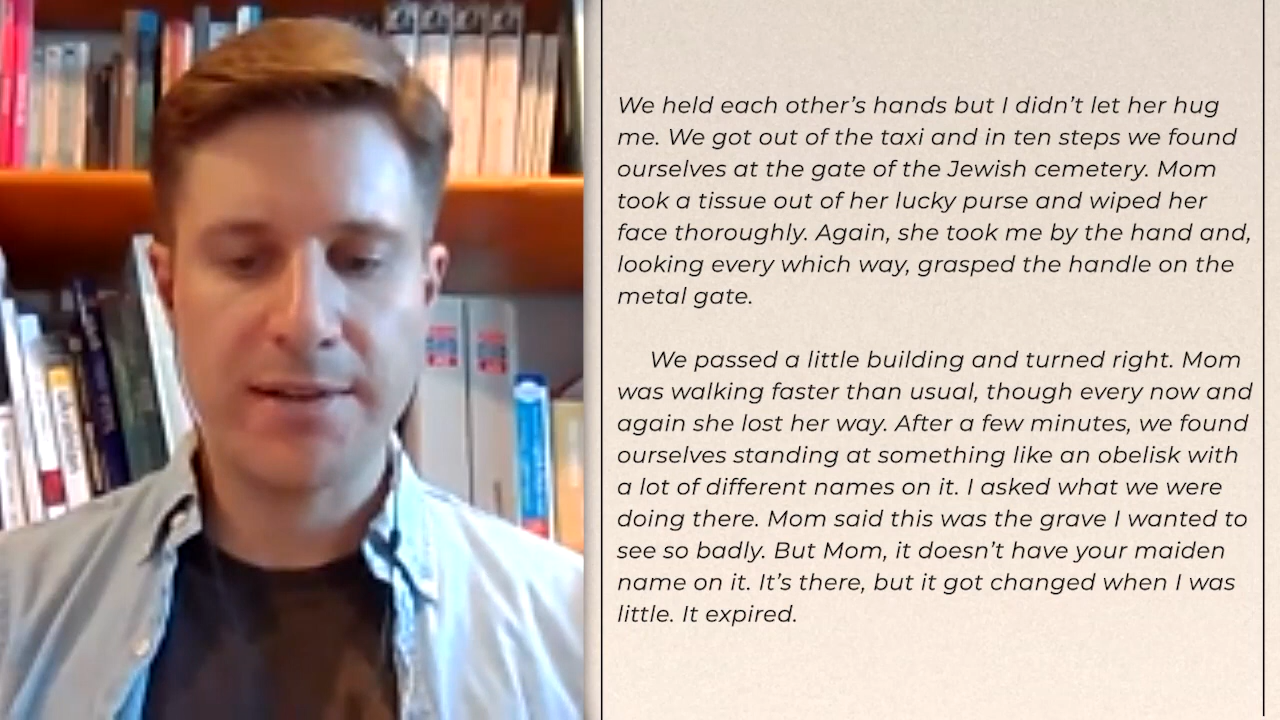 We held each other’s hands but I didn’t let her hug
me. We got out of the taxi and in ten steps we found
ourselves at the gate of the Jewish cemetery. Mom
took a tissue out of her lucky purse and wiped her
face thoroughly. Again, she took me by the hand and,
looking every which way, grasped the handle on the
metal gate.
We passed a little building and turned right. Mom
was walking faster than usual, though every now and
again she lost her way. After a few minutes, we found
ourselves standing at something like an obelisk with
a lot of different names on it. I asked what we were
doing there. Mom said this was the grave I wanted to
see so badly. But Mom, it doesn’t have your maiden
name on it. It’s there, but it got changed when I was
little. It expired.